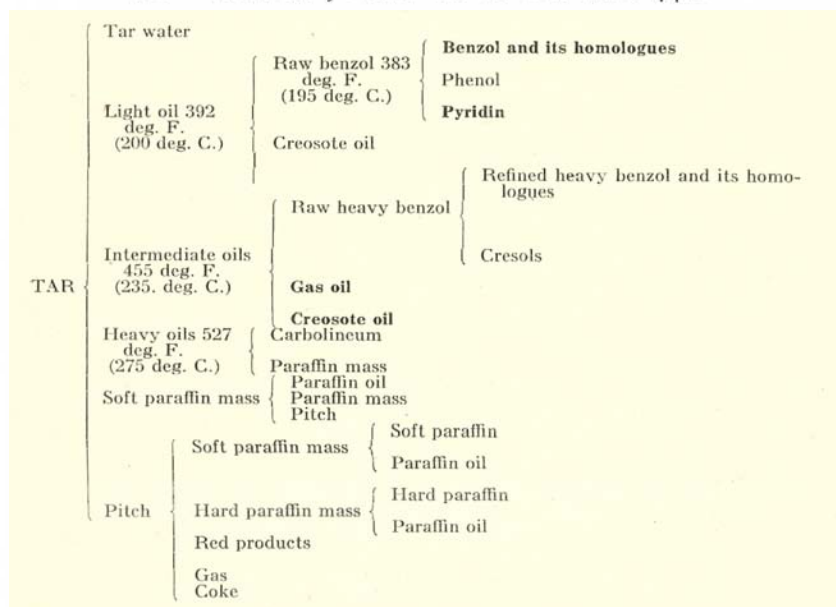 Tar water
Light oil 392
deg. F.
(200 deg. C.)
Raw benzol 383
deg. F.
(195 deg. C.)
Benzol and its homologues
Phenol
Pyridin
Creosote oil
TAR
Intermediate oils
455 deg. F.
(235. deg. C.)
Raw heavy benzol
Refined heavy benzol and its homo-
logues
Cresols
Gas oil
Creosote oil
Heavy oils 527
deg. F.
(275 deg. C.)
Carbolineum
Paraffin mass
Soft paraffin mass
Paraffin oil
Paraffin mass
Pitch
Pitch
Soft paraffin mass
Soft paraffin
Paraffin oil
Hard paraffin mass
Hard paraffin
Paraffin oil
Red products
Gas
Coke